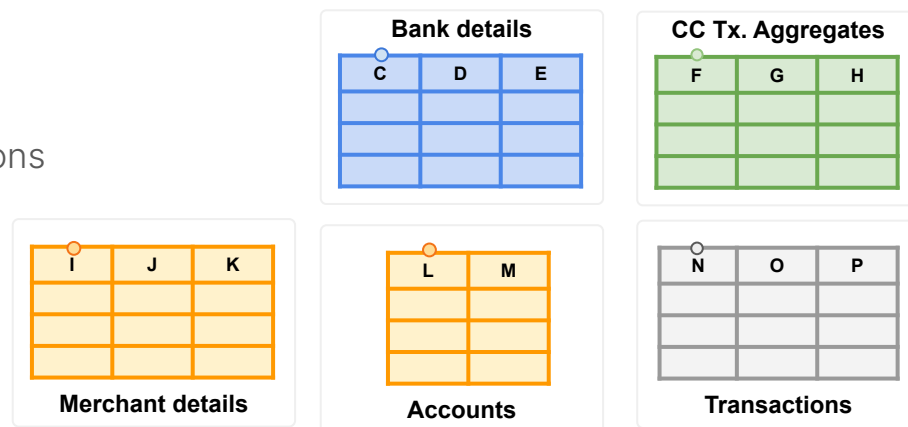 Bank details
CC Tx. Aggregates
C D E
F G H
ons
I J K
L M
N O P
Merchant details
Accounts
Transactions